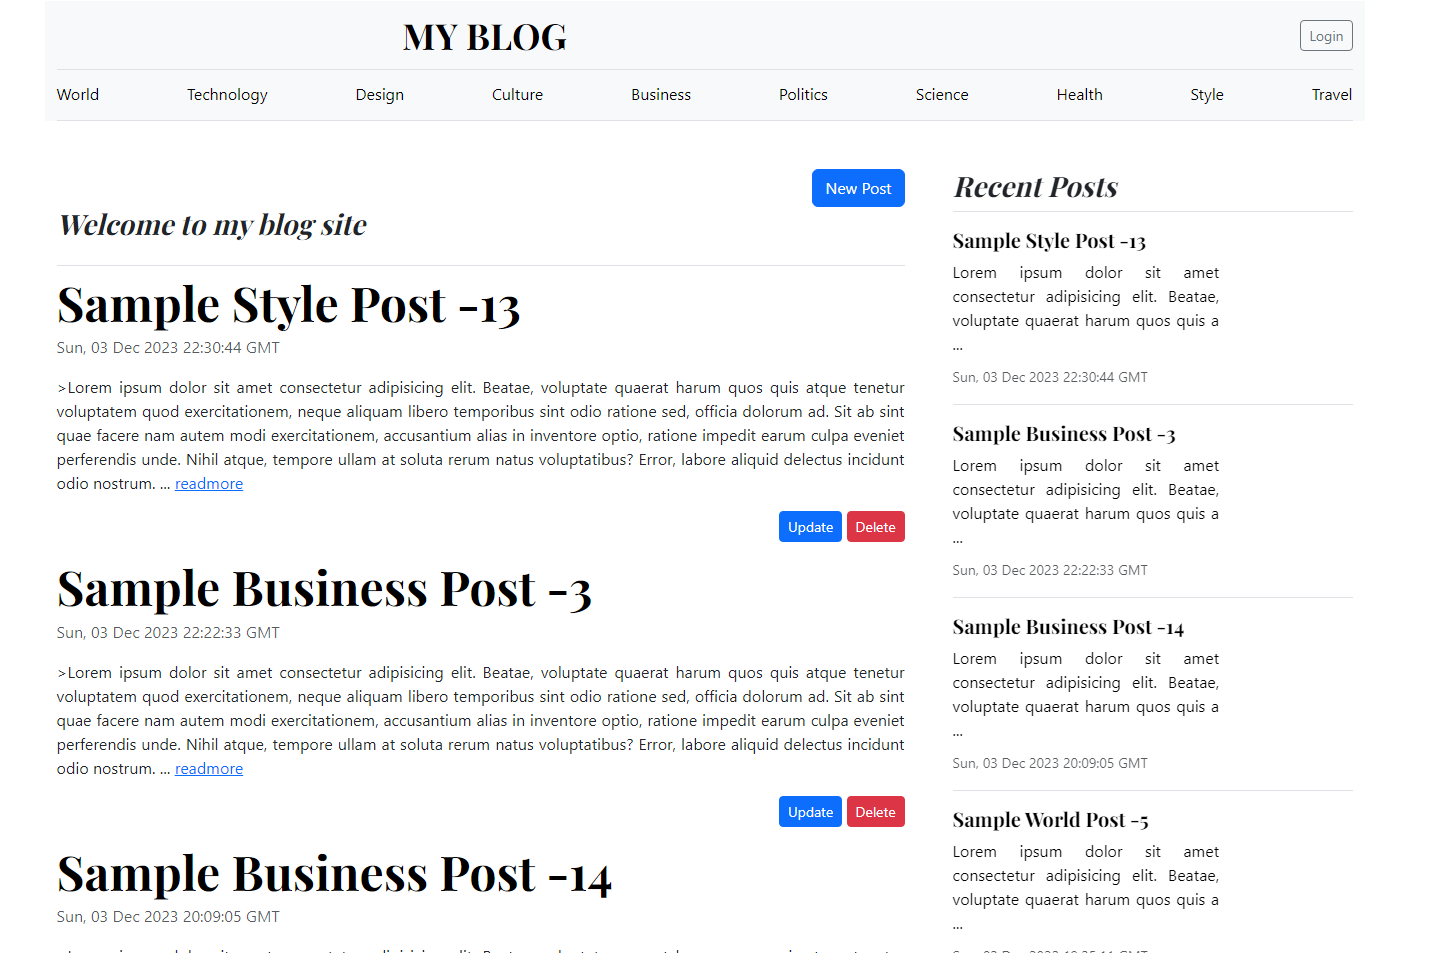 MY BLOG
Login
World Technology Design Culture Business Politics Science Health Style Travel
New Post
Welcome to my blog site
Sample Style Post -13
Sun, 03 Dec 2023 22:30:44 GMT
>Lorem ipsum dolor sit amet consectetur adipisicing elit. Beatae, voluptate quaerat harum quos quis atque tenetur
voluptatem quod exercitationem, neque aliquam libero temporibus sint odio ratione sed, officia dolorum ad. Sit ab sint
quae facere nam autem modi exercitationem, accusantium alias in inventore optio, ratione impedit earum culpa eveniet
perferendis unde. Nihil atque, tempore ullam at soluta rerum natus voluptatibus? Error, labore aliquid delectus incidunt
odio nostrum. ... readmore
Update Delete
Sample Business Post -3
Sun, 03 Dec 2023 22:22:33 GMT
>Lorem ipsum dolor sit amet consectetur adipisicing elit. Beatae, voluptate quaerat harum quos quis atque tenetur
voluptatem quod exercitationem, neque aliquam libero temporibus sint odio ratione sed, officia dolorum ad. Sit ab sint
quae facere nam autem modi exercitationem, accusantium alias in inventore optio, ratione impedit earum culpa eveniet
perferendis unde. Nihil atque, tempore ullam at soluta rerum natus voluptatibus? Error, labore aliquid delectus incidunt
odio nostrum. ... readmore
Update Delete
Sample Business Post -14
Sun, 03 Dec 2023 20:09:05 GMT
Recent Posts
Sample Style Post -13
Lorem ipsum dolor sit amet
consectetur adipisicing elit. Beatae,
voluptate quaerat harum quos quis a
...
Sun, 03 Dec 2023 22:30:44 GMT
Sample Business Post -3
Lorem ipsum dolor sit amet
consectetur adipisicing elit. Beatae,
voluptate quaerat harum quos quis a
...
Sun, 03 Dec 2023 22:22:33 GMT
Sample Business Post -14
Lorem ipsum dolor sit amet
consectetur adipisicing elit. Beatae,
voluptate quaerat harum quos quis a
...
Sun, 03 Dec 2023 20:09:05 GMT
Sample World Post -5
Lorem ipsum dolor sit amet
consectetur adipisicing elit. Beatae,
voluptate quaerat harum quos quis a
...